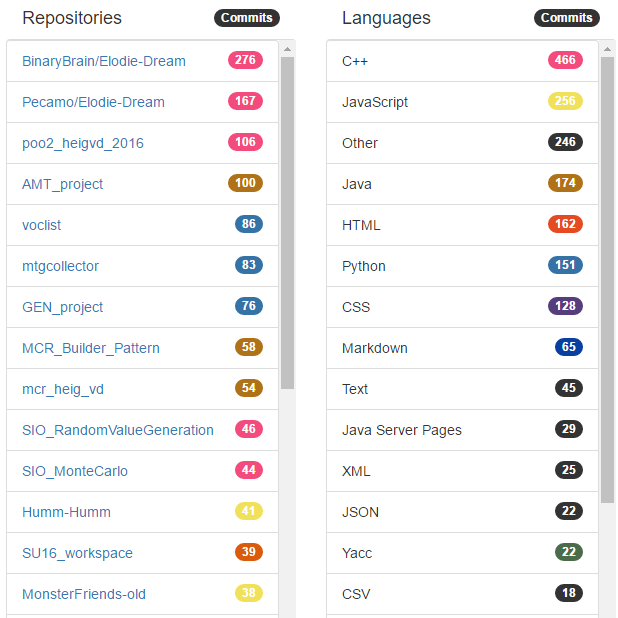 Repositories Commits
BinaryBrain/Elodie-Dream 276
Pecamo/Elodie-Dream 167
poo2_heigvd_2016 106
AMT_project 100
voclist 86
mtgcollector 83
GEN_project 76
MCR_Builder_Pattern 58
mcr_heig_vd 54
SIO_RandomValueGeneration 46
SIO_MonteCarlo 44
Humm-Humm 41
SU16_workspace 39
MonsterFriends-old 38
Languages Commits
C++ 466
JavaScript 256
Other 246
Java 174
HTML 162
Python 151
CSS 128
Markdown 65
Text 45
Java Server Pages 29
XML 25
JSON 22
Yacc 22
CSV 18